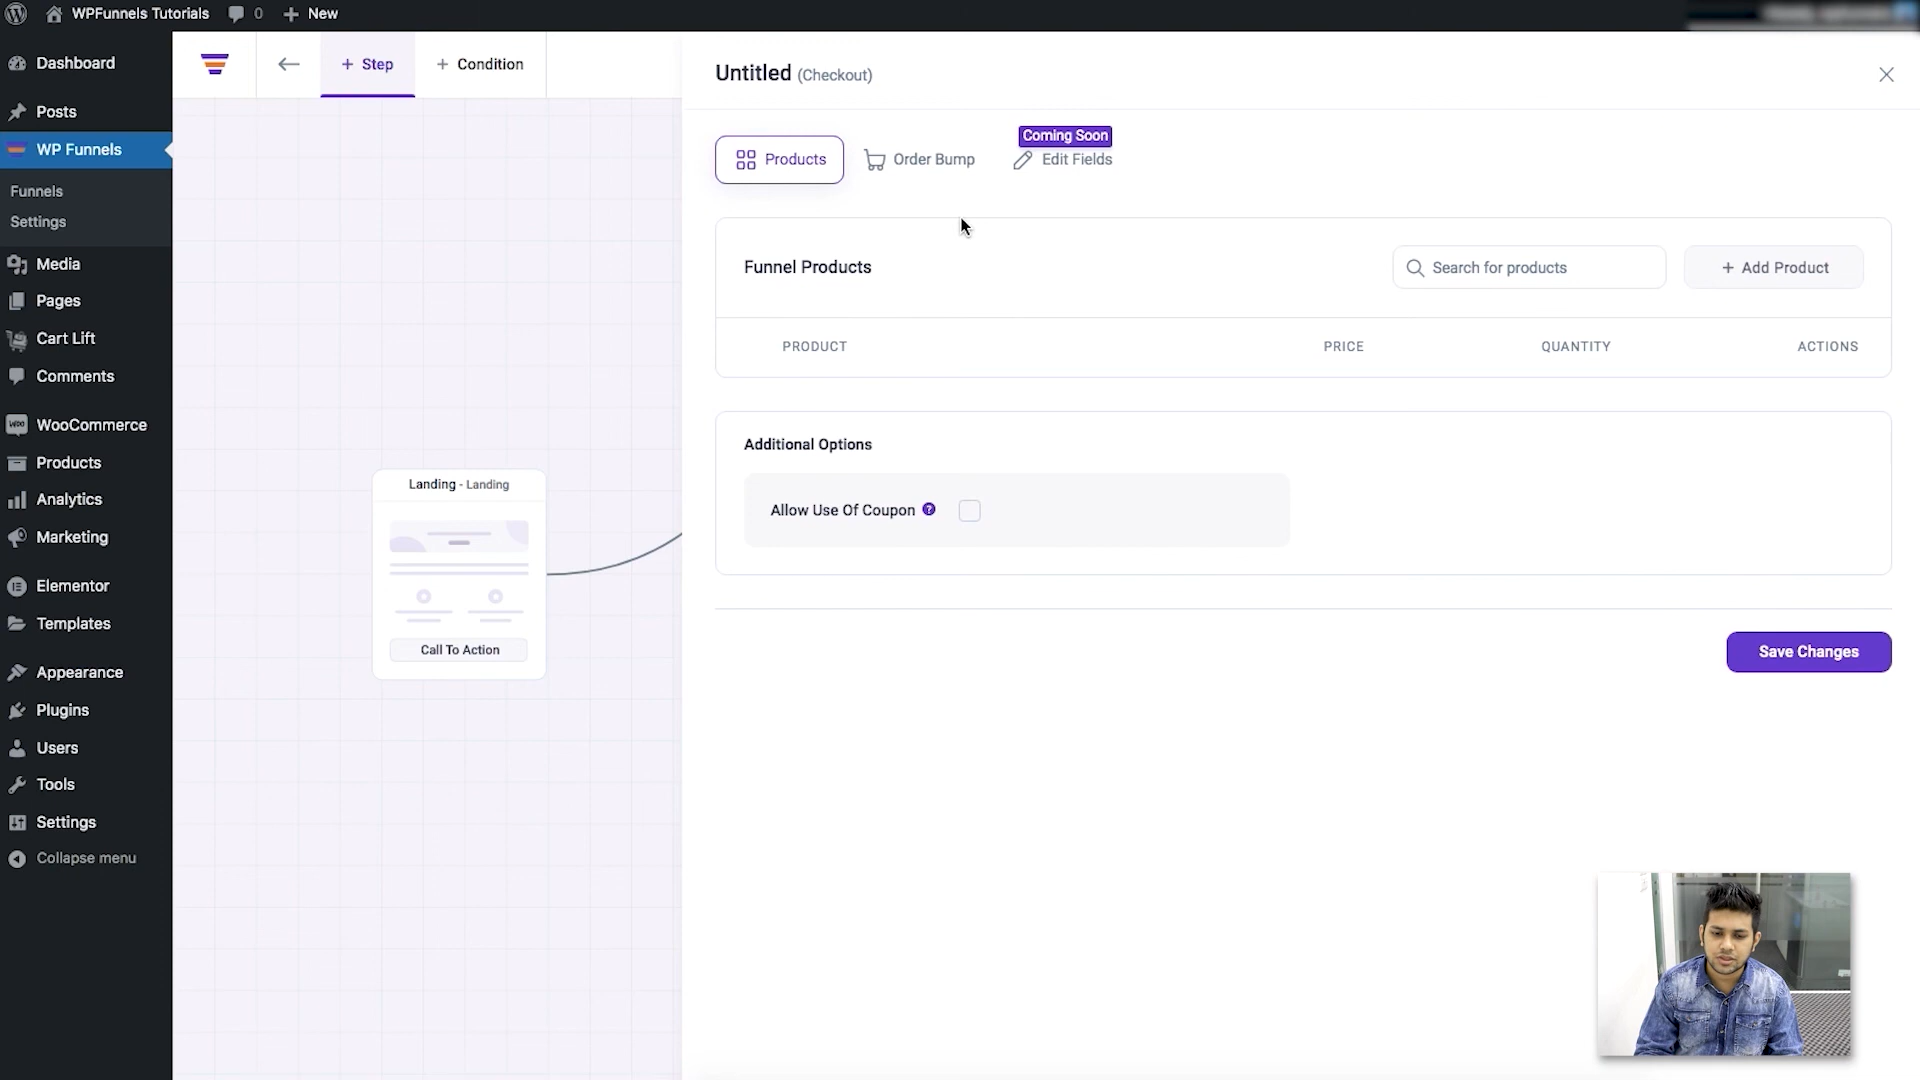 WPFunnels Tutorials
0
New
Dashboard
Posts
WP Funnels
Funnels
Settings
Media
Pages
Cart Lift
Comments
WooCommerce
Products
Analytics
Marketing
Elementor
Templates
Appearance
Plugins
Users
Tools
Settings
Collapse menu
+ Step
+ Condition
Landing - Landing
Call To Action
Untitled (Checkout)
Products
Order Bump
Coming Soon
Edit Fields
Funnel Products
Search for products
+ Add Product
PRODUCT PRICE QUANTITY ACTIONS
Additional Options
Allow Use Of Coupon ?
Save Changes